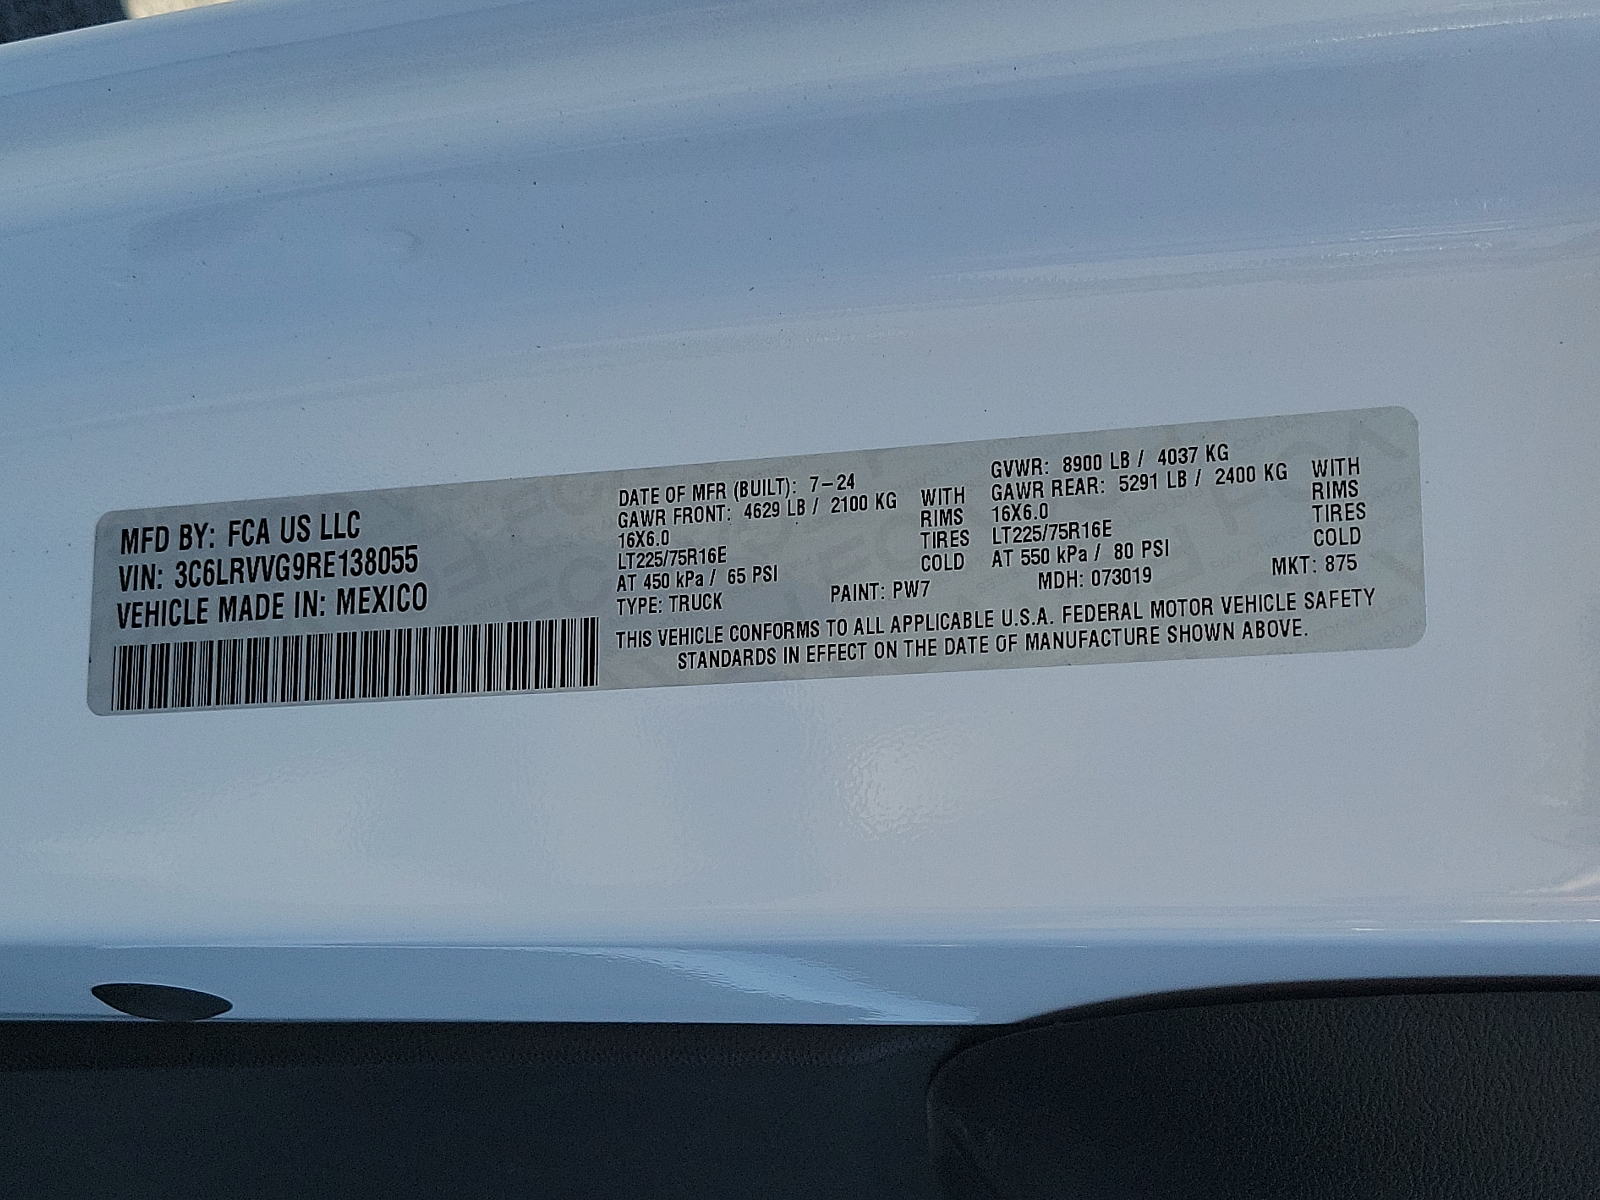 MFD BY: FCA US LLC
VIN: 3C6LRVVG9RE138055
VEHICLE MADE IN: MEXICO
DATE OF MFR (BUILT): 7-24
GAWR FRONT: 4629 LB / 2100 KG WITH
16X6.0 RIMS
LT225/75R16E TIRES
AT 450 kPa / 65 PSI COLD
TYPE: TRUCK PAINT: PW7
GVWR: 8900 LB / 4037 KG
GAWR REAR: 5291 LB / 2400 KG WITH
16X6.0 RIMS
LT225/75R16E TIRES
AT 550 kPa / 80 PSI COLD
MDH: 073019 MKT: 875
THIS VEHICLE CONFORMS TO ALL APPLICABLE U.S.A. FEDERAL MOTOR VEHICLE SAFETY
STANDARDS IN EFFECT ON THE DATE OF MANUFACTURE SHOWN ABOVE.